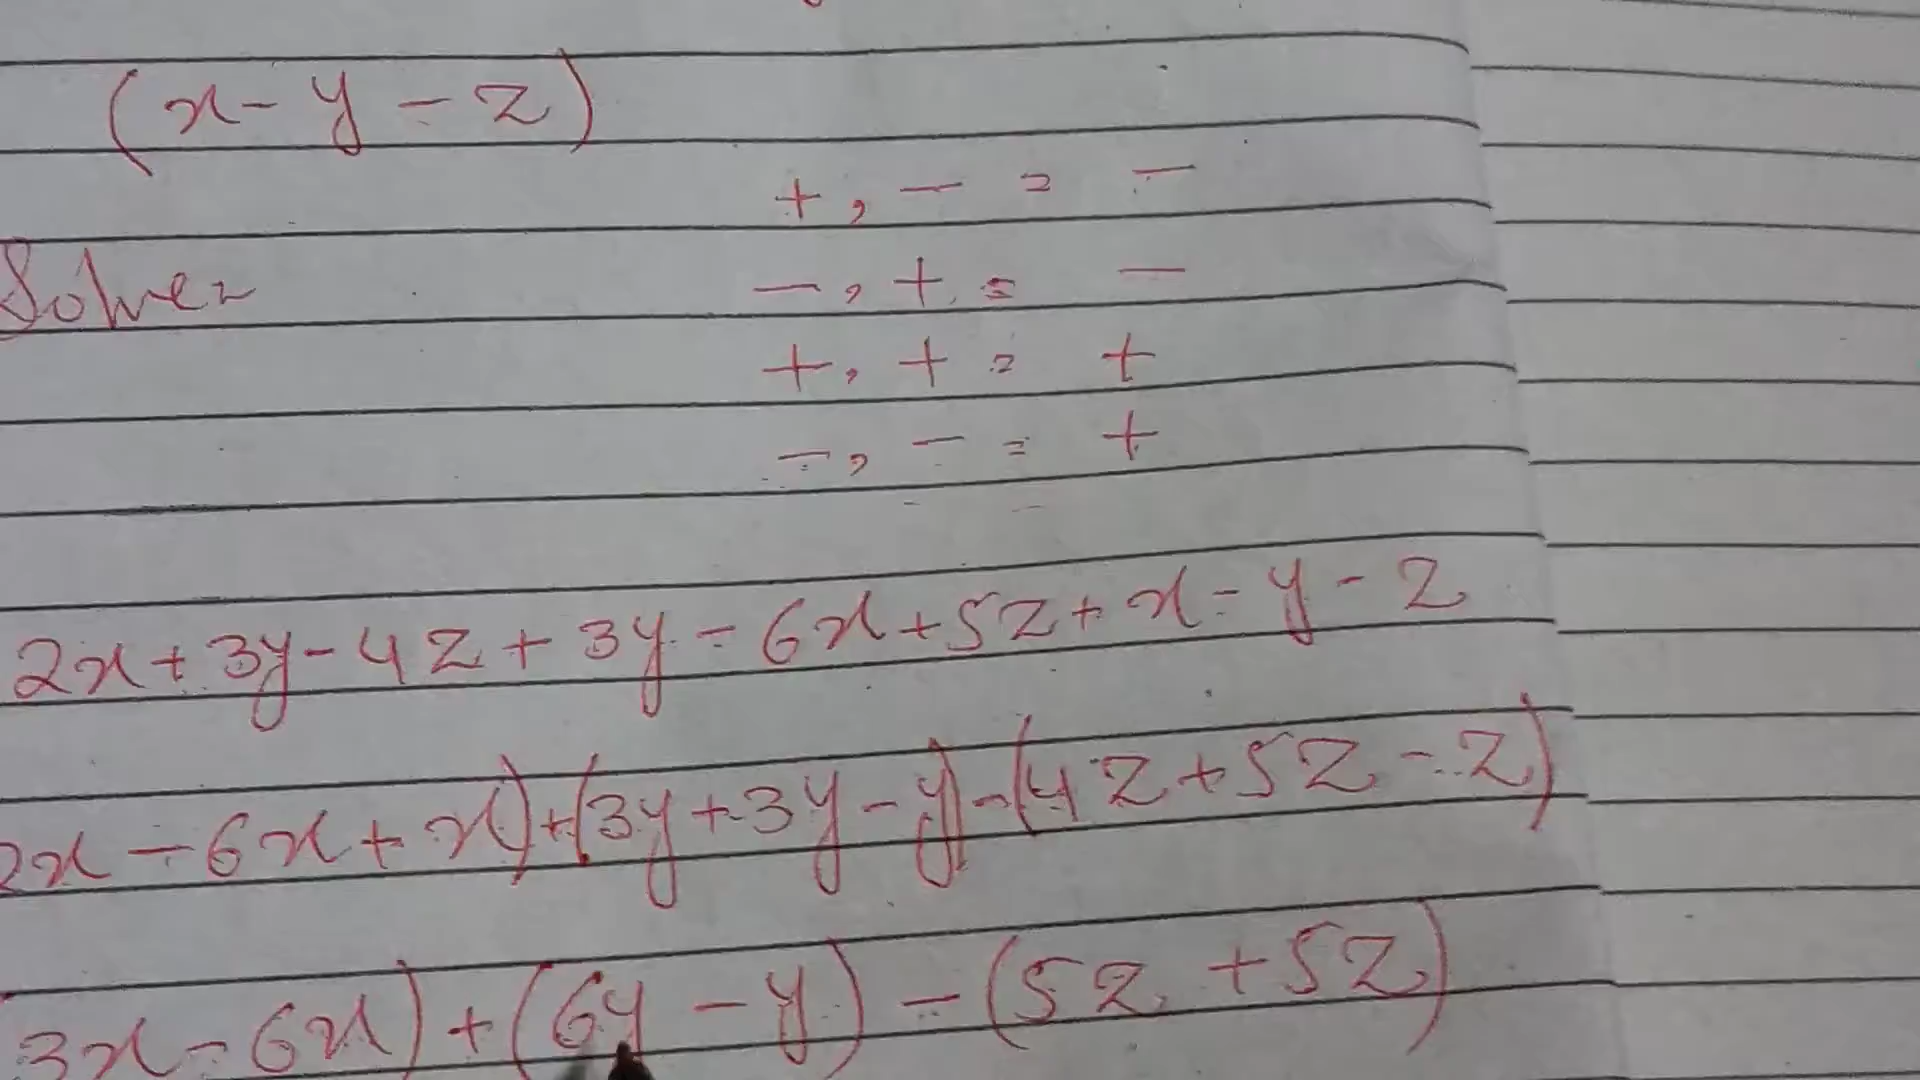 (x - y - z)
+, - = -
Solve:
-, + = -
+, + = +
-, - = +
2x + 3y - 4z + 3y - 6x + 5z + x - y - z
2x - 6x + x) + (3y + 3y - y) - (4z + 5z - z)
3x - 6x) + (6y - y) - (5z + 5z)